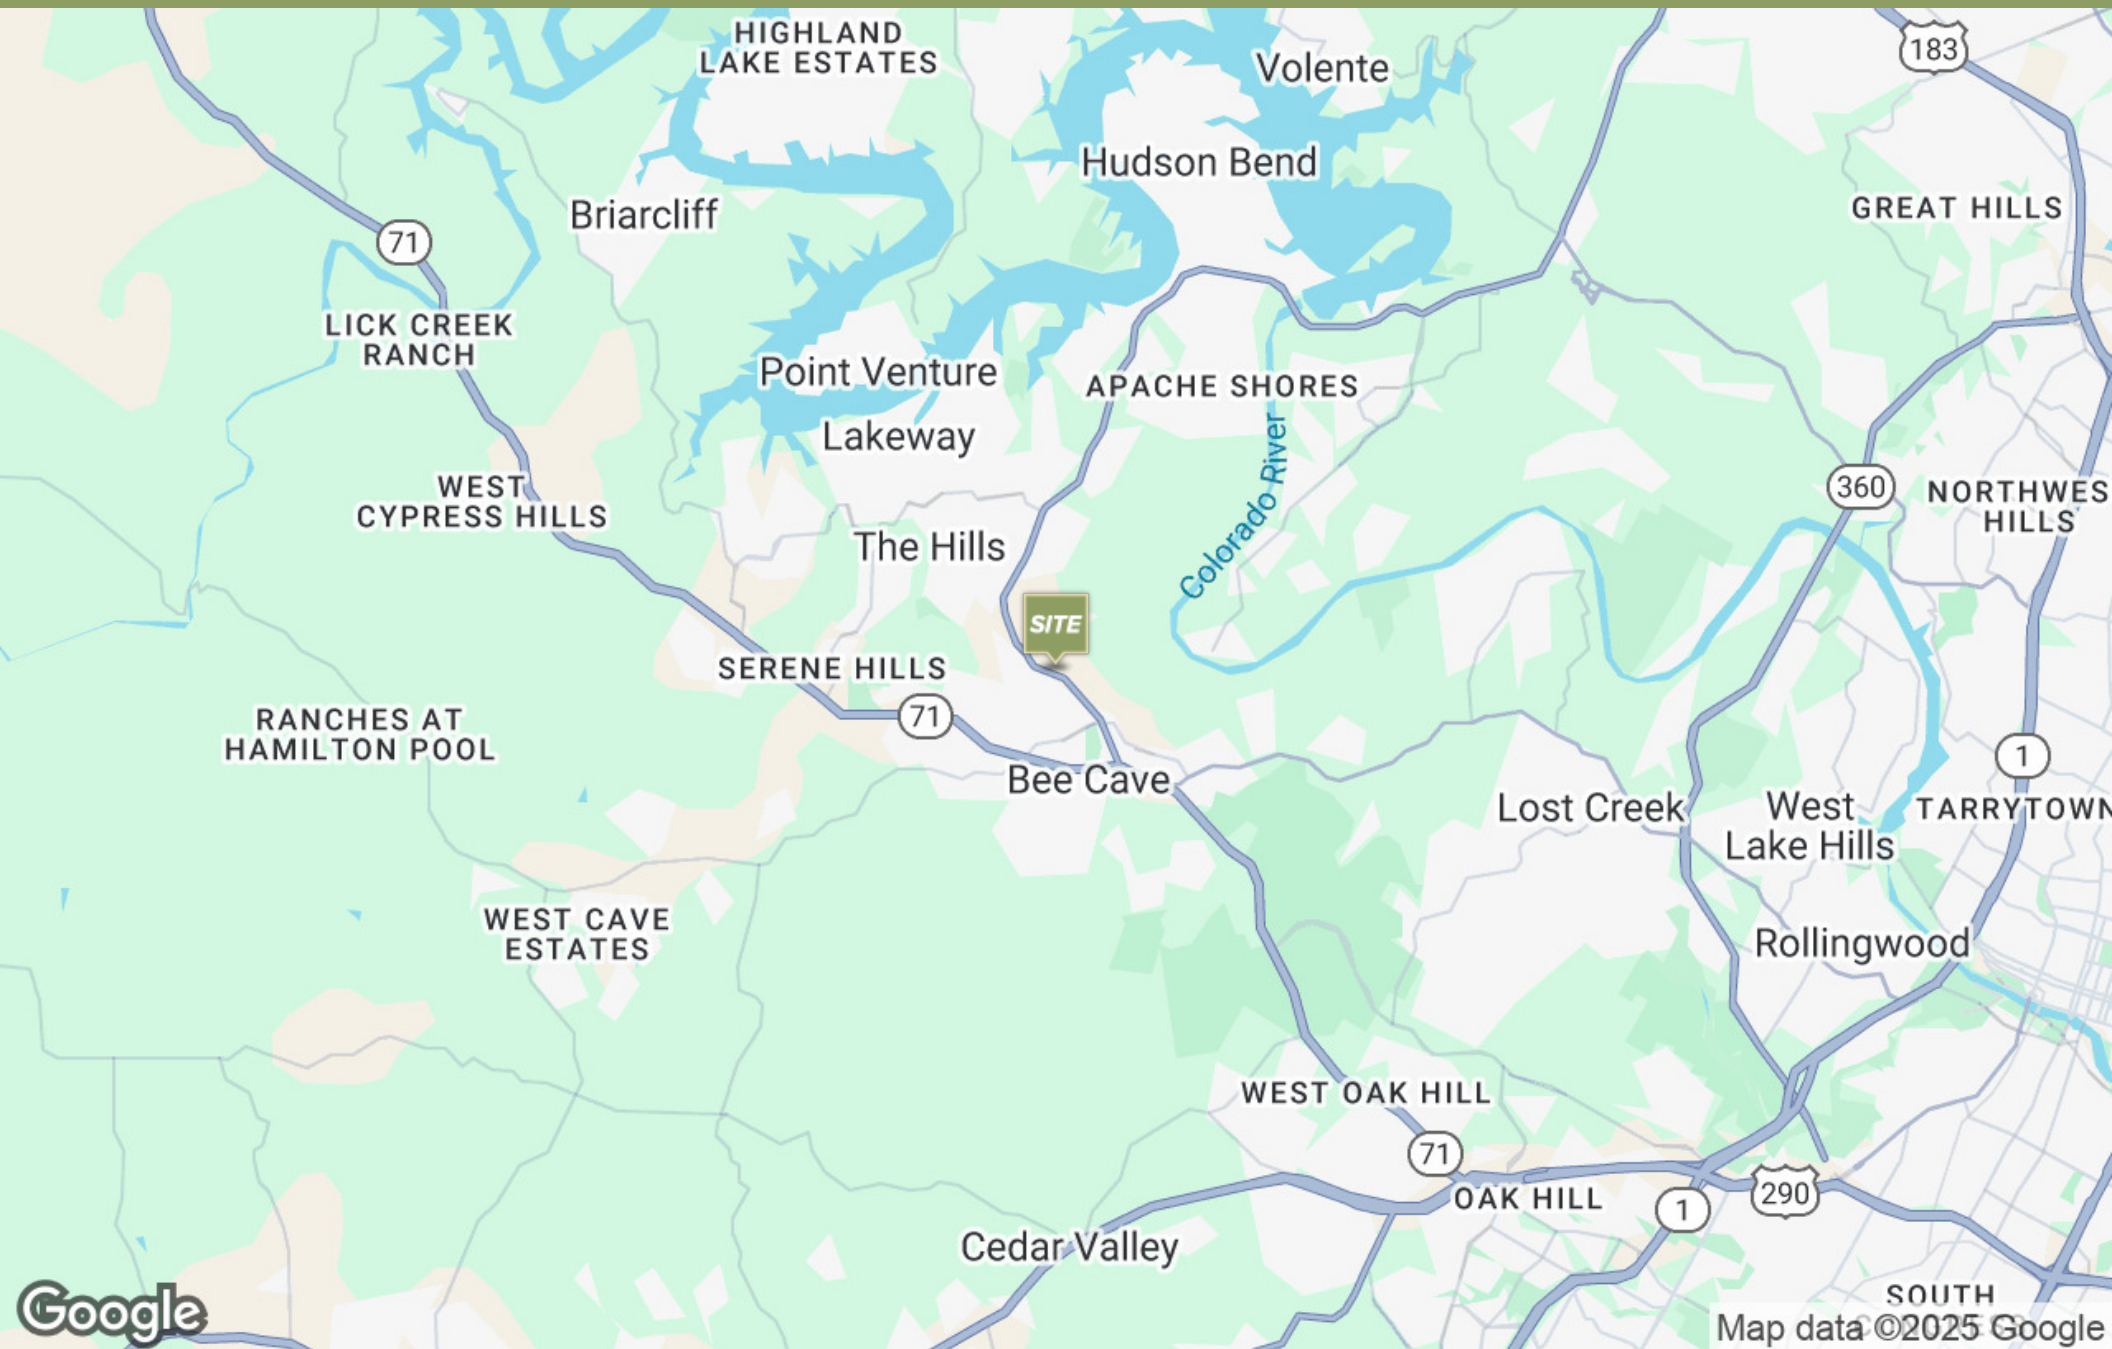 HIGHLAND
LAKE ESTATES
Volente
183
Hudson Bend
Briarcliff
GREAT HILLS
71
LICK CREEK
RANCH
Point Venture
APACHE SHORES
Lakeway
Colorado River
WEST
CYPRESS HILLS
360
NORTHWES
HILLS
The Hills
SITE
SERENE HILLS
71
RANCHES AT
HAMILTON POOL
1
Bee Cave
Lost Creek
West
Lake Hills
TARRYTOWN
WEST CAVE
ESTATES
Rollingwood
WEST OAK HILL
71
OAK HILL
290
1
Cedar Valley
SOUTH
CONGRESS
Google
Map data ©2025 Google